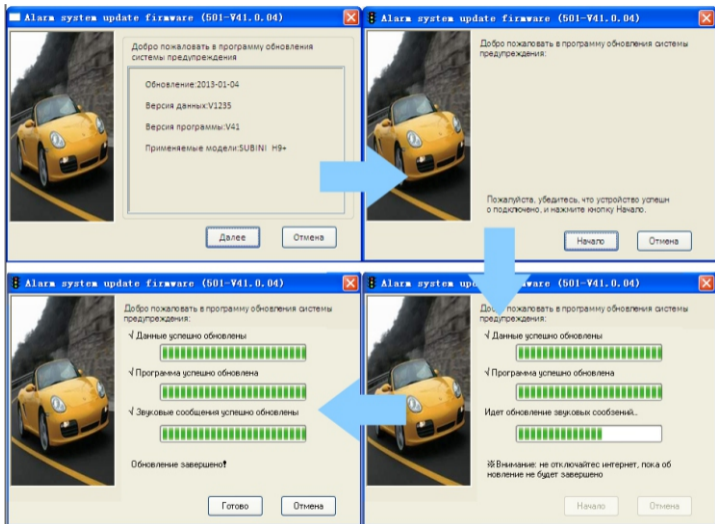 Alarm system update firmware (501-V41.0.04)
Добро пожаловать в программу обновления
системы предупреждения
Обновление:2013-01-04
Версия данных:V1235
Версия программы:V41
Применяемые модели:SUBINI H9+
Далее
Отмена
Alarm system update firmware (501-V41.0.04)
Добро пожаловать в программу обновления системы
предупреждения:
Пожалуйста, убедитесь, что устройство успешн
о подключено, и нажмите кнопку Начало.
Начало
Отмена
Alarm system update firmware (501-V41.0.04)
Добро пожаловать в программу обновления системы
предупреждения:
√ Данные успешно обновлены
√ Программа успешно обновлена
√ Звуковые сообщения успешно обновлены
Обновление завершено!
Готово
Отмена
Alarm system up ware (501-V41.0.04)
Добро пожаловать в программу обновления системы
предупреждения:
√ Данные успешно обновлены
√ Программа успешно обновлена
Идет обновление звуковых сообзений..
※Внимание: не отключайтес интернет, пока об
новление не будет завершено
Начало
Отмена